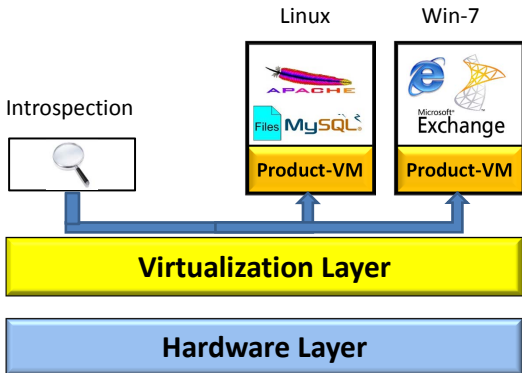 Linux
Win-7
APACHE
Files
MySQL®
Microsoft®
Exchange
Introspection
Product-VM
Product-VM
Virtualization Layer
Hardware Layer